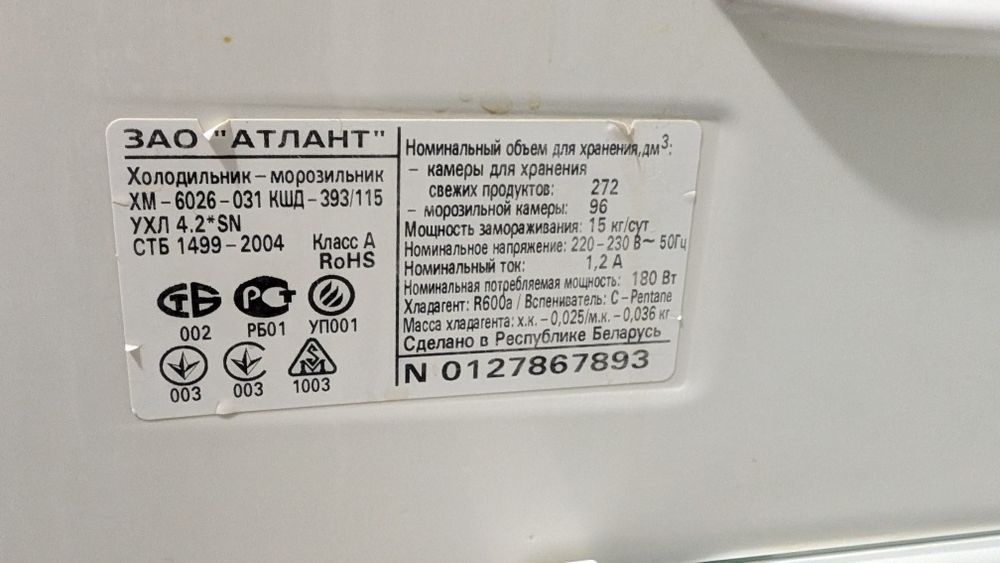 ЗАО "АТЛАНТ"
Холодильник – морозильник
ХМ – 6026 – 031 КШД – 393/115
УХЛ 4.2*SN
СТБ 1499 – 2004 Класс А
RoHS
СТБ РСТ
002 РБ01 УП001
003 003 1003
Номинальный объем для хранения, дм³:
– камеры для хранения
свежих продуктов: 272
– морозильной камеры: 96
Мощность замораживания: 15 кг/сут
Номинальное напряжение: 220 – 230 В ~ 50Гц
Номинальный ток: 1,2 А
Номинальная потребляемая мощность: 180 Вт
Хладагент: R600a / Вспениватель: C – Pentane
Масса хладагента: х.к. – 0,025/м.к. – 0,036 кг
Сделано в Республике Беларусь
N 0127867893